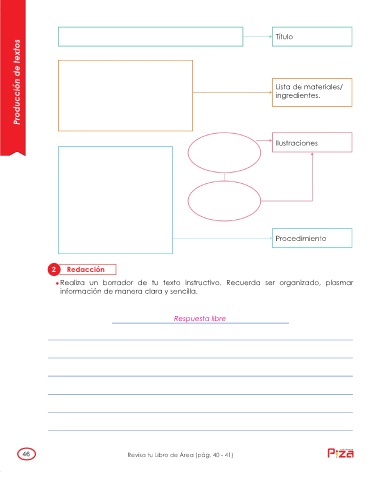 Producción de textos
Título
Lista de materiales/
ingredientes.
Ilustraciones
Procedimiento
2 Redacción
Realiza un borrador de tu texto instructivo. Recuerda ser organizado, plasmar
información de manera clara y sencilla.
Respuesta libre
46
Revisa tu Libro de Área (pág. 40 - 41)
Piza